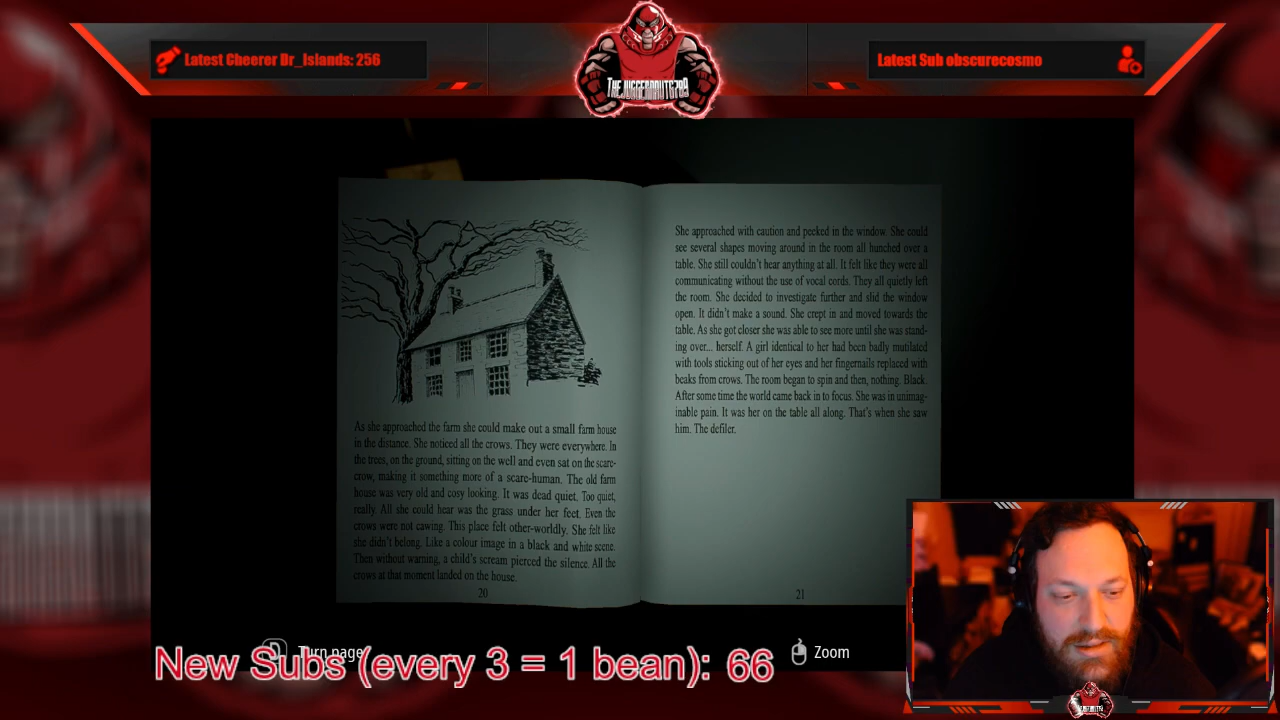 Latest Cheerer Dr_Islands: 256
THEJUGGERNAUT6789
Latest Sub obscurecosmo
As she approached the farm she could make out a small farm house
in the distance. She noticed all the crows. They were everywhere. In
the trees, on the ground, sitting on the well and even sat on the scare-
crow, making it something more of a scare-human. The old farm
house was very old and cosy looking. It was dead quiet. Too quiet,
really. All she could hear was the grass under her feet. Even the
crows were not cawing. This place felt other-worldly. She felt like
she didn't belong. Like a colour image in a black and white scene.
Then without warning, a child's scream pierced the silence. All the
crows at that moment landed on the house.
20
She approached with caution and peeked in the window. She could
see several shapes moving around in the room all hunched over a
table. She still couldn't hear anything at all. It felt like they were all
communicating without the use of vocal cords. They all quietly left
the room. She decided to investigate further and slid the window
open. It didn't make a sound. She crept in and moved towards the
table. As she got closer she was able to see more until she was stand-
ing over... herself. A girl identical to her had been badly mutilated
with tools sticking out of her eyes and her fingernails replaced with
beaks from crows. The room began to spin and then, nothing. Black.
After some time the world came back in to focus. She was in unimag-
inable pain. It was her on the table all along. That's when she saw
him. The defiler.
21
D Turn page
Zoom
New Subs (every 3 = 1 bean): 66